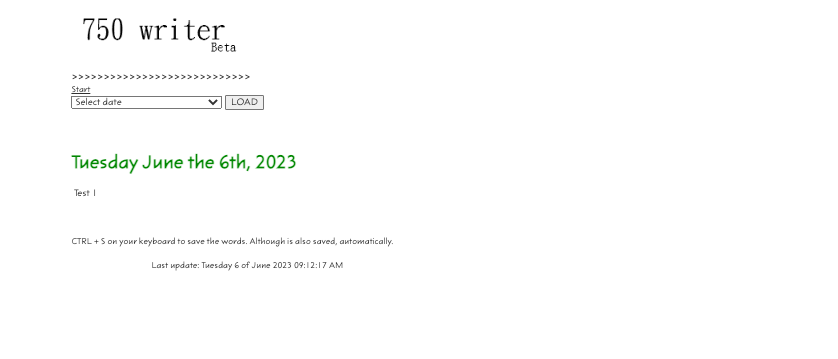 750 writer
Beta
>>>>>>>>>>>>>>>>>>>>>>>>>>>>
Start
Select date LOAD
Tuesday June the 6th, 2023
Test 1
CTRL + S on your keyboard to save the words. Although is also saved, automatically.
Last update: Tuesday 6 of June 2023 09:12:17 AM